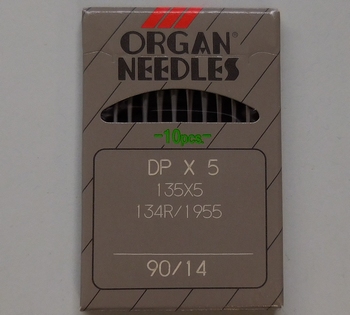 ORGAN®
NEEDLES
-10pcs-
DP X 5
135X5
134R/1955
90/14